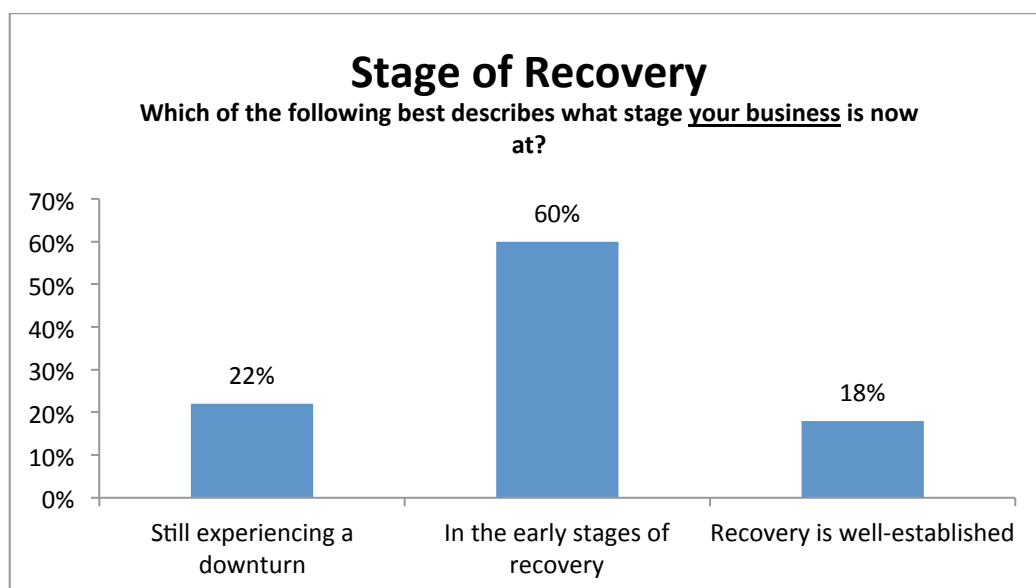 Stage of Recovery
Which of the following best describes what stage your business is now
at?
70%
60%
50%
40%
30%
20%
10%
0%
22%
60%
18%
Still experiencing a
downturn
In the early stages of
recovery
Recovery is well-established